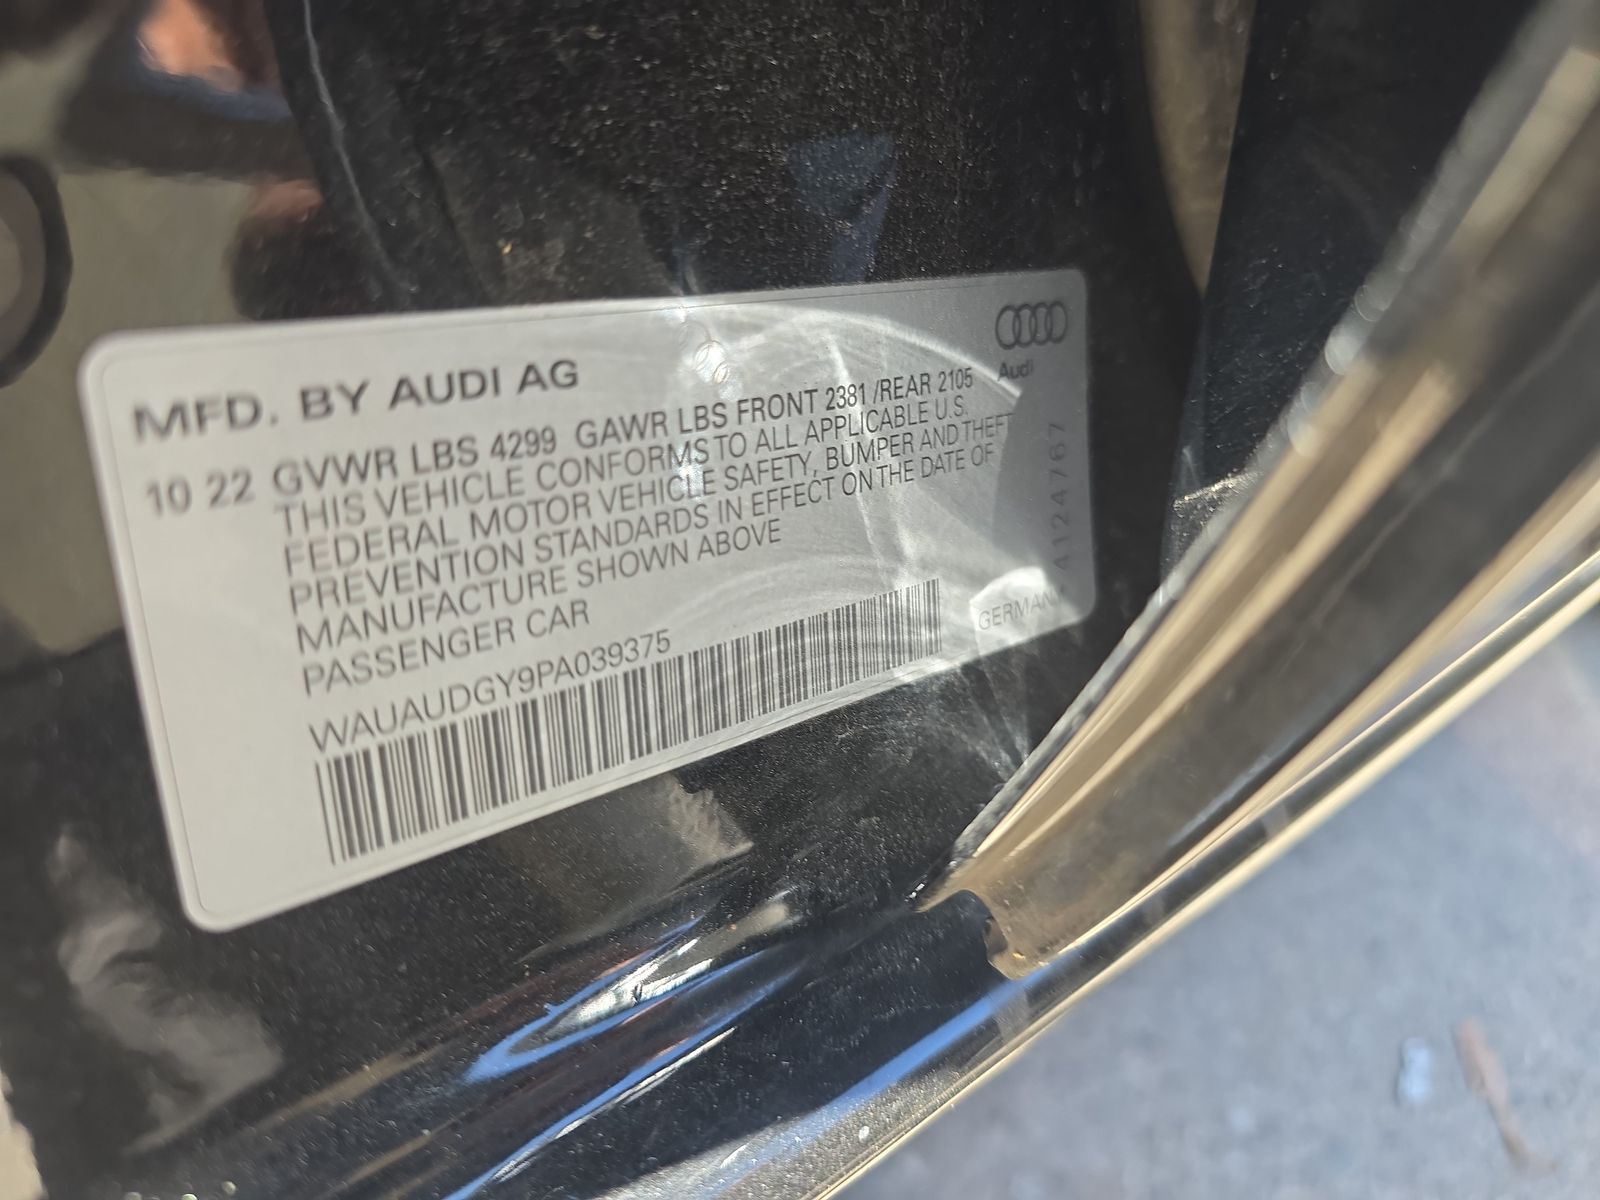 MFD. BY AUDI AG
Audi
10 22 GVWR LBS 4299 GAWR LBS FRONT 2381 /REAR 2105
THIS VEHICLE CONFORMS TO ALL APPLICABLE U.S.
FEDERAL MOTOR VEHICLE SAFETY, BUMPER AND THEFT
PREVENTION STANDARDS IN EFFECT ON THE DATE OF
MANUFACTURE SHOWN ABOVE
PASSENGER CAR
WAUAUDGY9PA039375
GERMANY
4124767